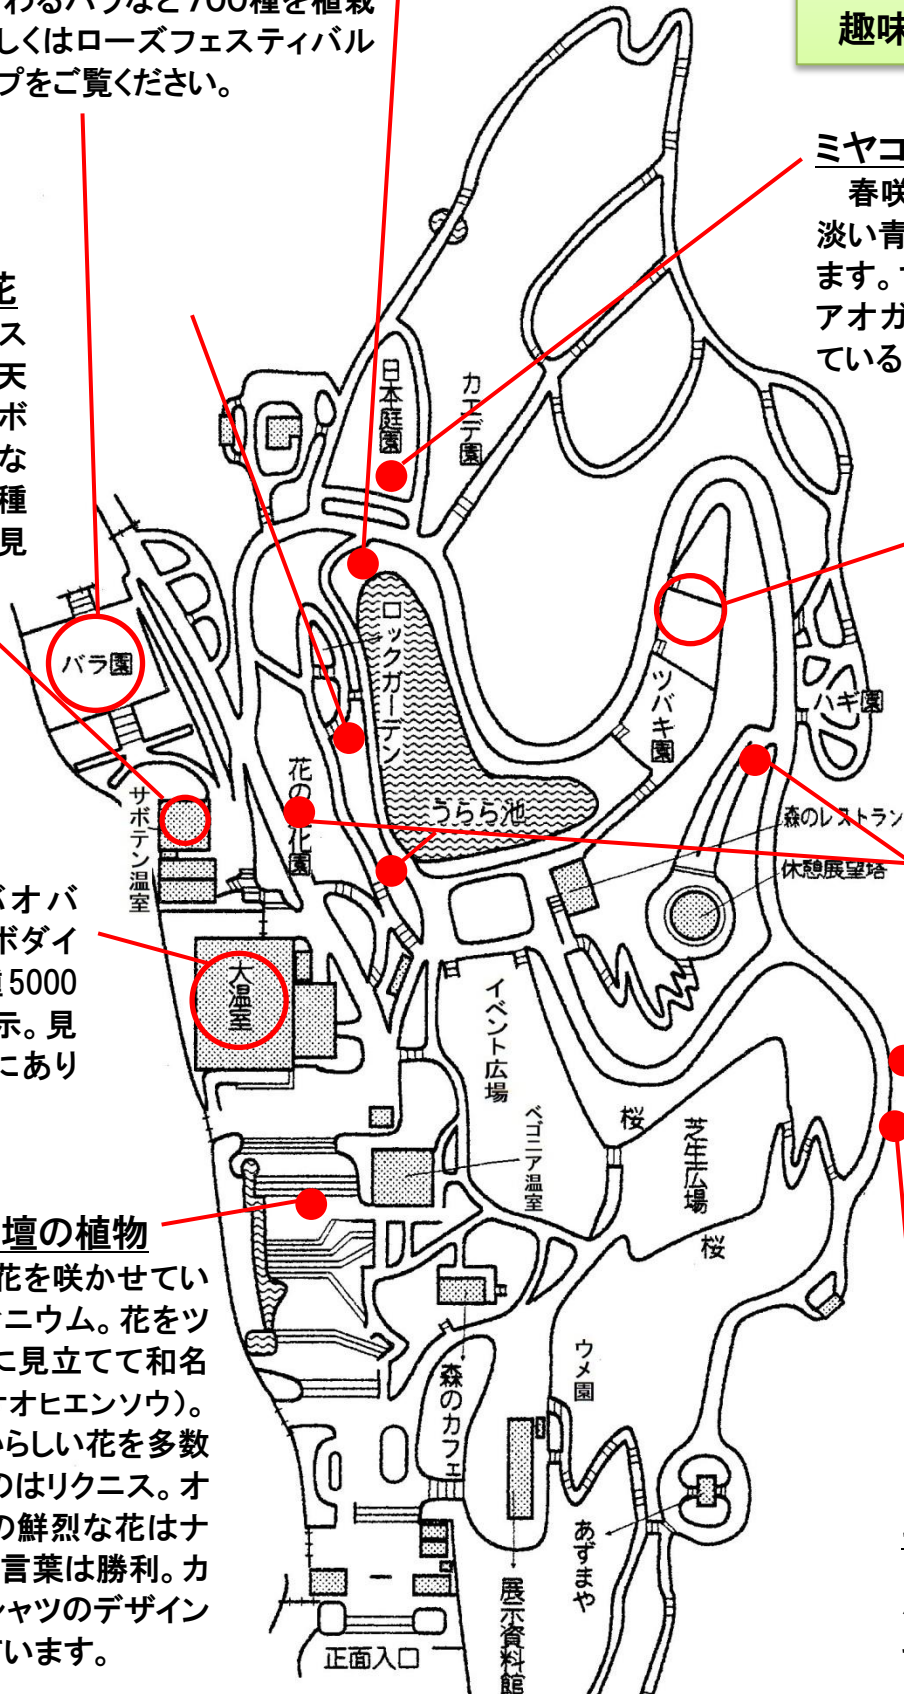 わるバラなど700種を植栽
しくはローズフェスティバル
プをご覧ください。
趣味
ミヤコ
春咲
淡い青
ます。
アオガ
ている
花
ス
天
ボ
な
種
見
日本庭園
カエデ園
バラ園
ロックガーデン
ツバキ園
ハギ園
サボテン温室
花の
花園
うらら池
森のレストラン
休憩展望塔
バオバ
ボダイ
5000
示。見
にあり
大温室
イベント広場
ベゴニア温室
桜
芝生広場
桜
壇の植物
花を咲かせてい
ニウム。花をツ
に見立てて和名
オオヒエンソウ）。
らしい花を多数
のはリクニス。オ
の鮮烈な花はナ
言葉は勝利。カ
シャツのデザイン
います。
森のカフェ
ウメ園
あずまや
展示資料館
正面入口